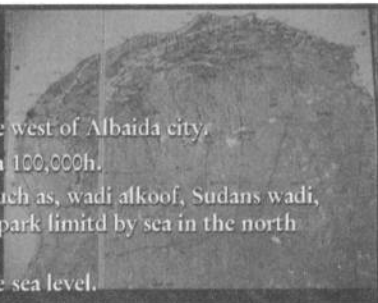 e west of Albaida city.
a 100,000h.
uch as, wadi alkoof, Sudans wadi,
park limitd by sea in the north
e sea level.